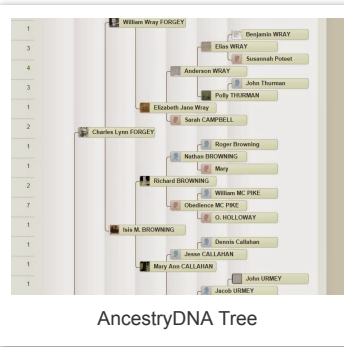 William Wray FORGEY
1
Benjamin WRAY
3
Elias WRAY
Susannah Poteet
4
Anderson WRAY
John Thurman
3
Polly THURMAN
1
Elizabeth Jane Wray
Sarah CAMPBELL
2
Charles Lynn FORGEY
Roger Browning
1
Nathan BROWNING
1
Mary
Richard BROWNING
2
William MC PIKE
Obedience MC PIKE
7
O. HOLLOWAY
1
Isis M. BROWNING
Dennis Callahan
1
Jesse CALLAHAN
1
Mary Ann CALLAHAN
John URMEY
1
Jacob URMEY
AncestryDNA Tree